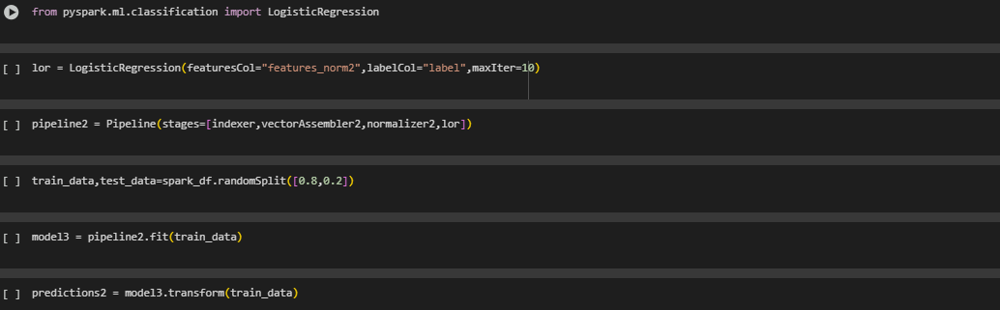 from pyspark.ml.classification import LogisticRegression
[ ] lor = LogisticRegression(featuresCol="features_norm2",labelCol="label",maxIter=10)
[ ] pipeline2 = Pipeline(stages=[indexer,vectorAssembler2,normalizer2,lor])
[ ] train_data,test_data=spark_df.randomSplit([0.8,0.2])
[ ] model3 = pipeline2.fit(train_data)
[ ] predictions2 = model3.transform(train_data)